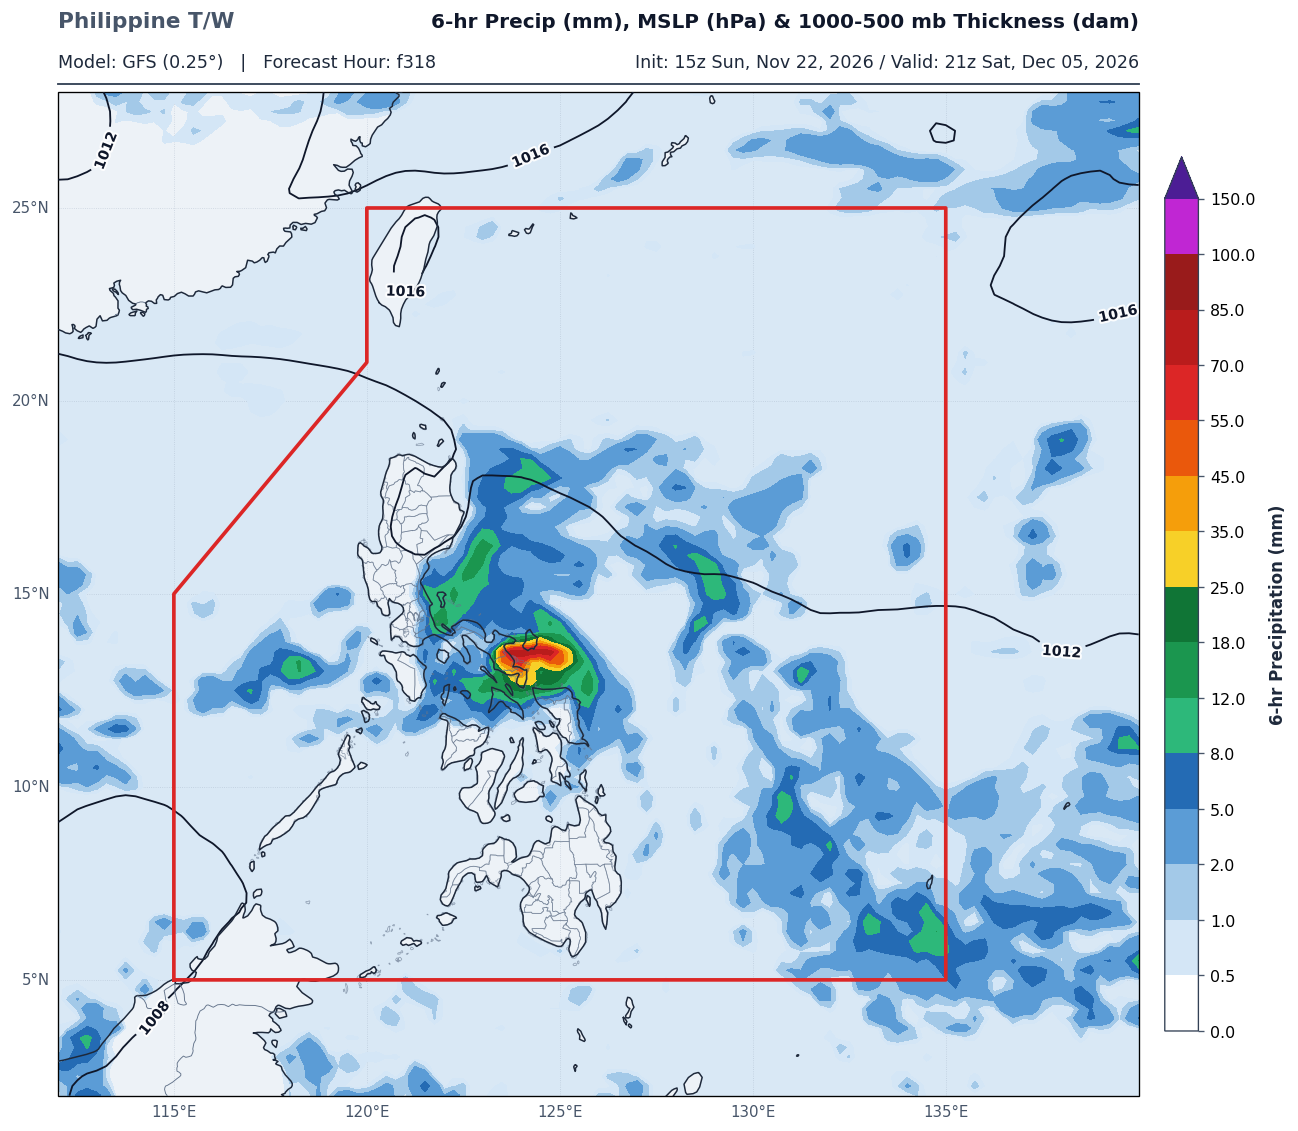 Philippine T/W
6-hr Precip (mm), MSLP (hPa) & 1000-500 mb Thickness (dam)
Model: GFS (0.25°) | Forecast Hour: f318
Init: 15z Sun, Nov 22, 2026 / Valid: 21z Sat, Dec 05, 2026
1012
1016
1016
1016
1012
1008
25°N
20°N
15°N
10°N
5°N
115°E
120°E
125°E
130°E
135°E
150.0
100.0
85.0
70.0
55.0
45.0
35.0
25.0
18.0
12.0
8.0
5.0
2.0
1.0
0.5
0.0
6-hr Precipitation (mm)